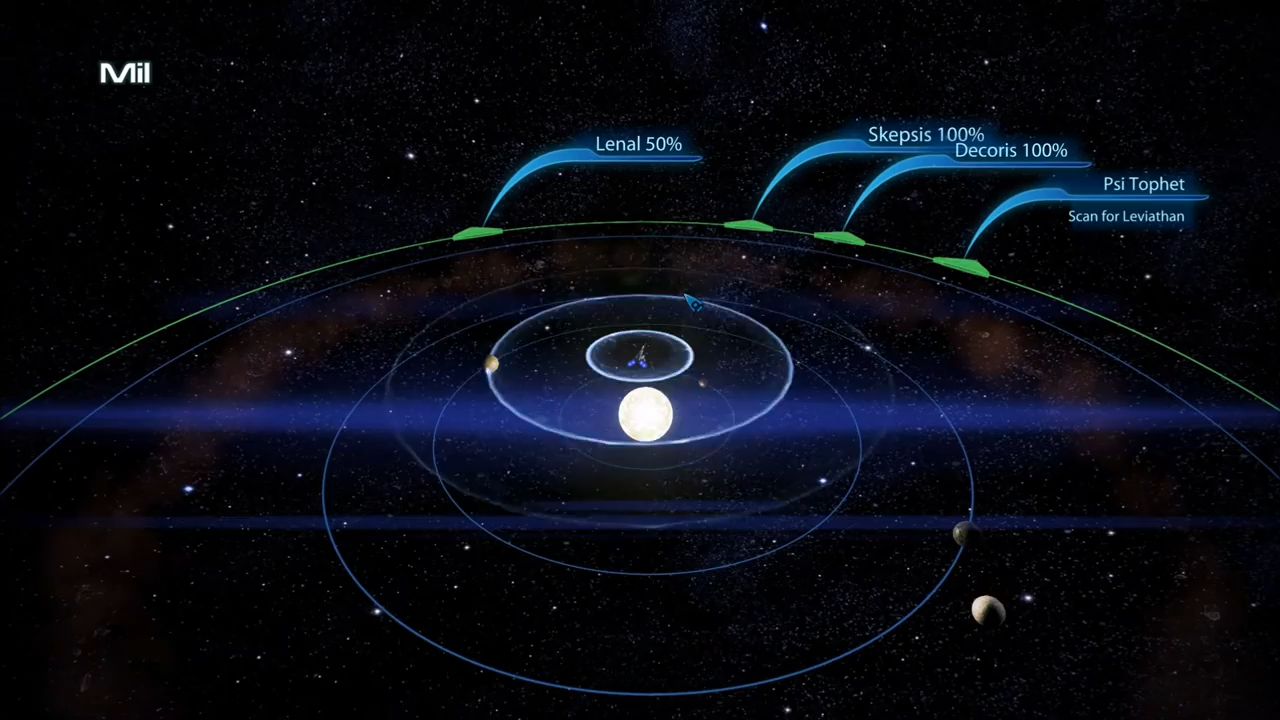 Mil
Lenal 50%
Skepsis 100%
Decoris 100%
Psi Tophet
Scan for Leviathan